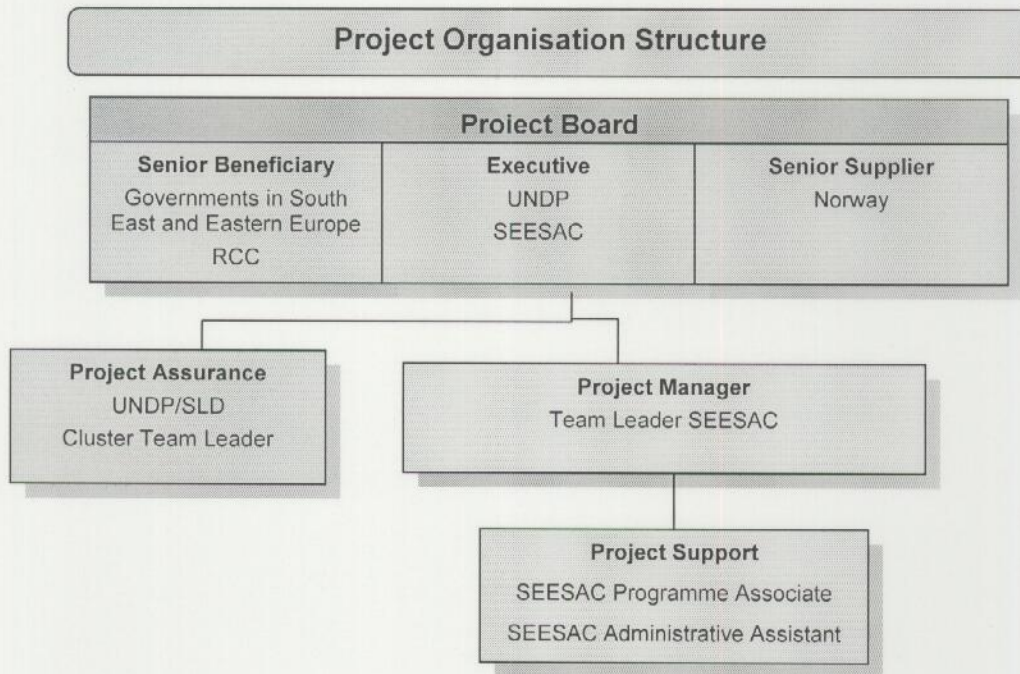 Project Organisation Structure
Project Board
Senior Beneficiary
Governments in South
East and Eastern Europe
RCC
Executive
UNDP
SEESAC
Senior Supplier
Norway
Project Assurance
UNDP/SLD
Cluster Team Leader
Project Manager
Team Leader SEESAC
Project Support
SEESAC Programme Associate
SEESAC Administrative Assistant